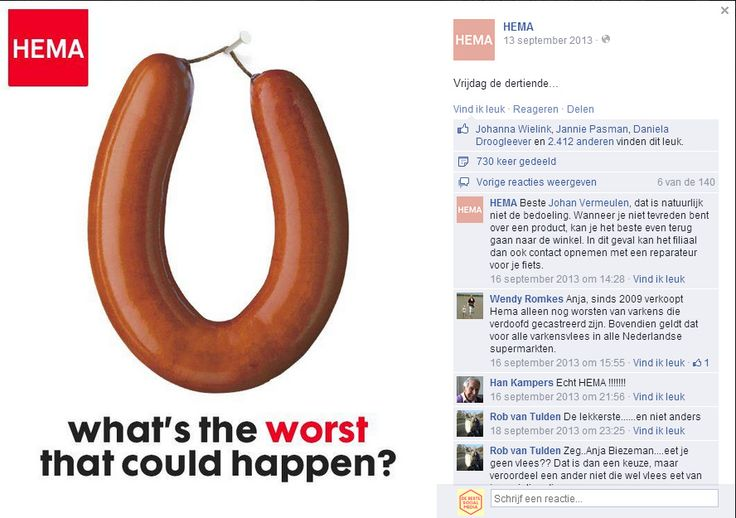 HEMA
what's the worst
that could happen?
HEMA
HEMA
13 september 2013 ·
Vrijdag de dertiende...
Vind ik leuk · Reageren · Delen
Johanna Wielink, Jannie Pasman, Daniela
Droogleever en 2.412 anderen vinden dit leuk.
730 keer gedeeld
Vorige reacties weergeven 6 van de 140
HEMA
HEMA Beste Johan Vermeulen, dat is natuurlijk
niet de bedoeling. Wanneer je niet tevreden bent
over een product, kan je het beste even terug
gaan naar de winkel. In dit geval kan het filiaal
dan ook contact opnemen met een reparateur
voor je fiets.
16 september 2013 om 14:28 · Vind ik leuk
Wendy Romkes Anja, sinds 2009 verkoopt
Hema alleen nog worsten van varkens die
verdoofd gecastreerd zijn. Bovendien geldt dat
voor alle varkensvlees in alle Nederlandse
supermarkten.
16 september 2013 om 15:55 · Vind ik leuk · 1
Han Kampers Echt HEMA !!!!!!!
16 september 2013 om 21:56 · Vind ik leuk
Rob van Tulden De lekkerste......en niet anders
18 september 2013 om 23:25 · Vind ik leuk
Rob van Tulden Zeg..Anja Biezeman....eet je
geen vlees?? Dat is dan een keuze, maar
veroordeel een ander niet die wel vlees eet van
DE BESTE
SOCIAL
MEDIA
Schrijf een reactie...